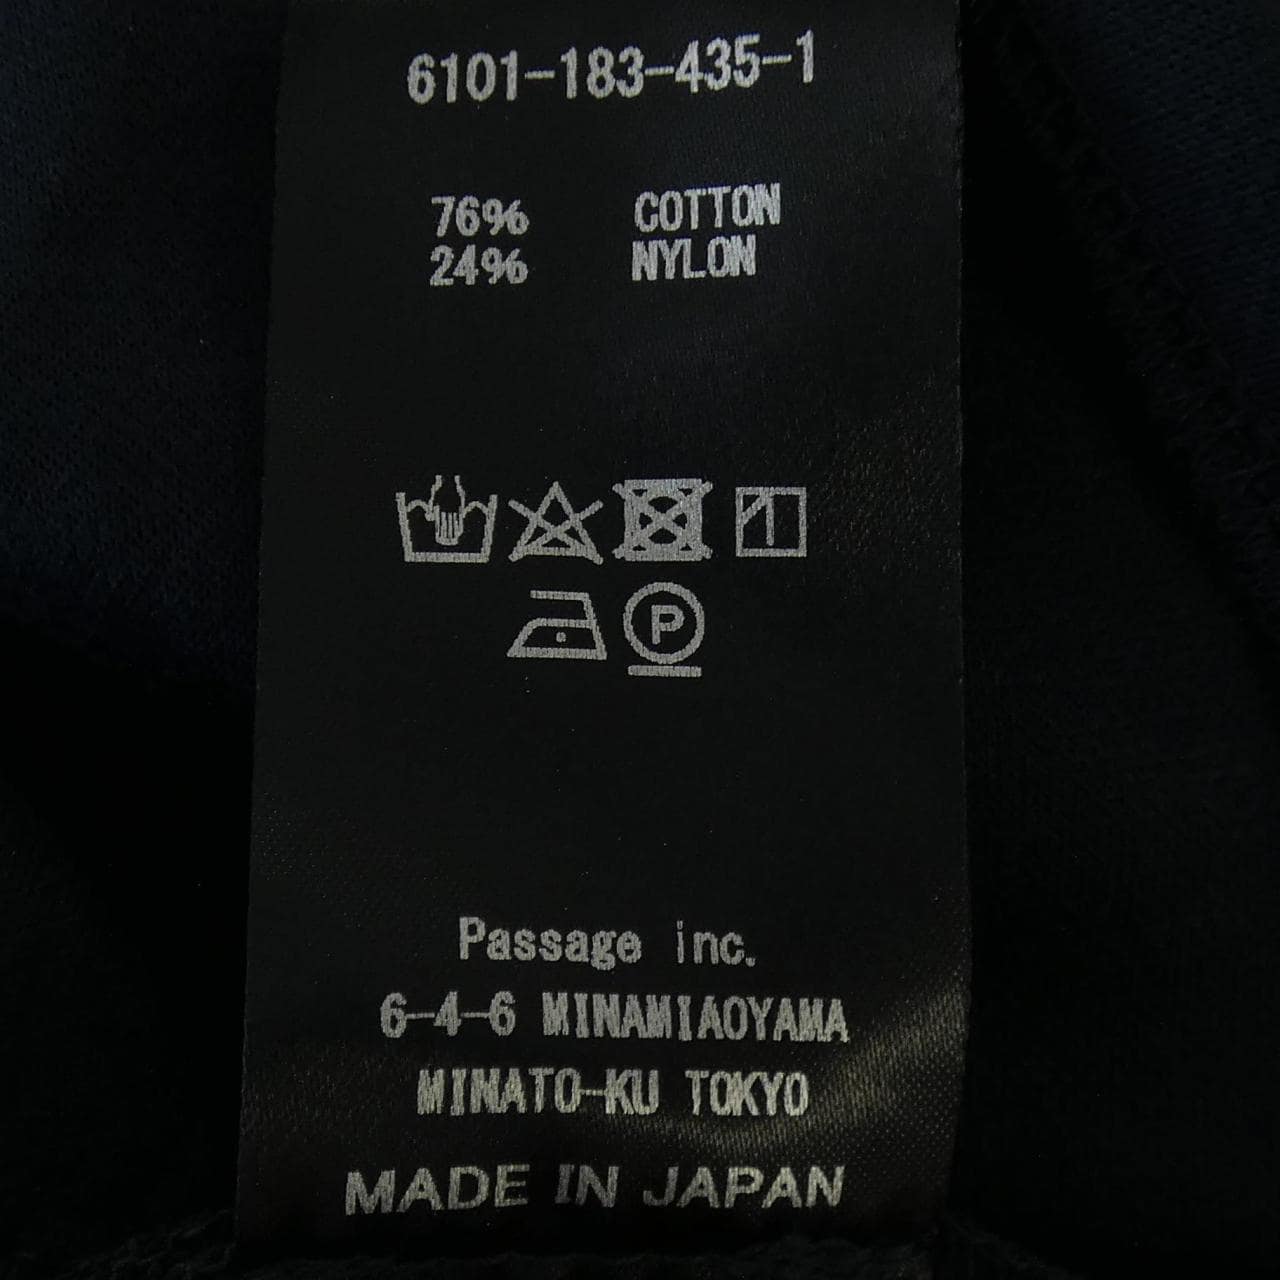 6101-183-435-1
76% COTTON
24% NYLON
P
Passage inc.
6-4-6 MINAMIAOYAMA
MINATO-KU TOKYO
MADE IN JAPAN